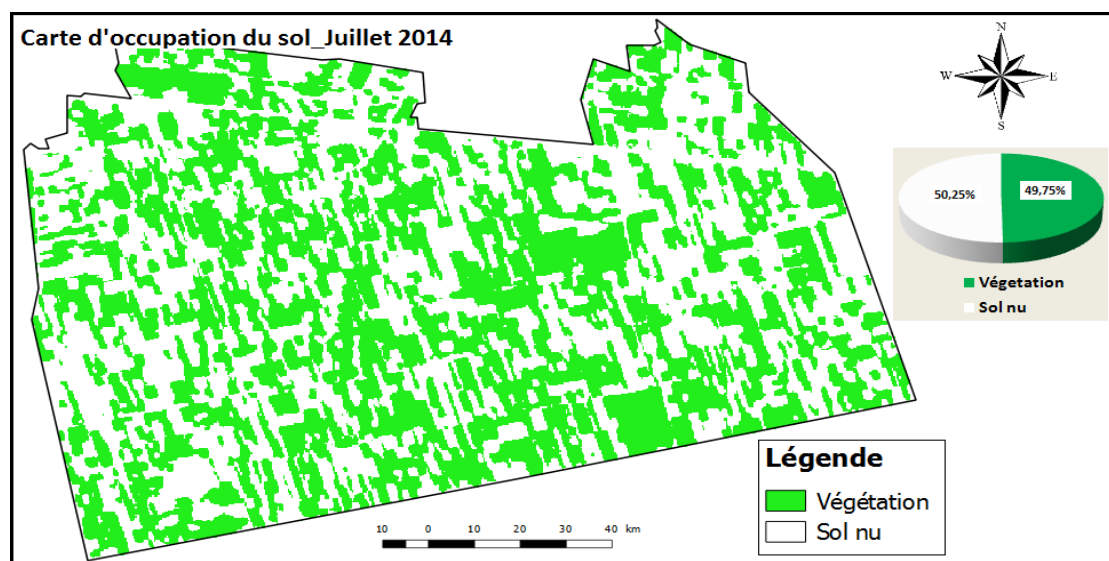 Carte d'occupation du sol_Juillet 2014
N
W
E
S
50,25%
49,75%
Végetation
Sol nu
Légende
Végétation
Sol nu
10 0 10 20 30 40 km